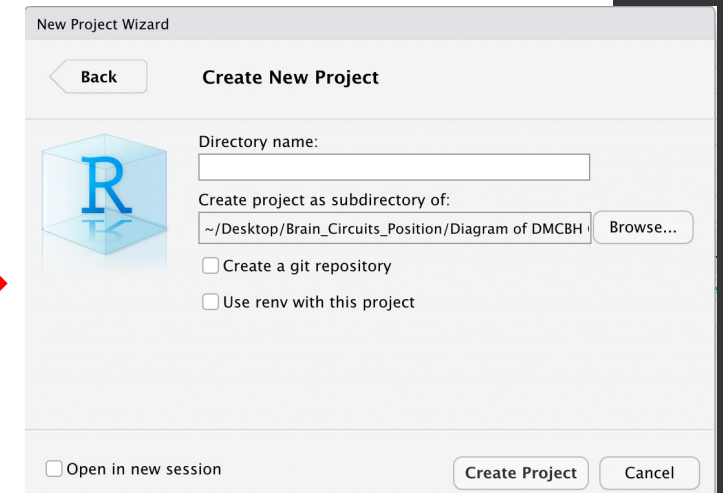 New Project Wizard
Back
Create New Project
R
Directory name:
Create project as subdirectory of:
~/Desktop/Brain_Circuits_Position/Diagram of DMCBH
Browse...
Create a git repository
Use renv with this project
Open in new session
Create Project
Cancel